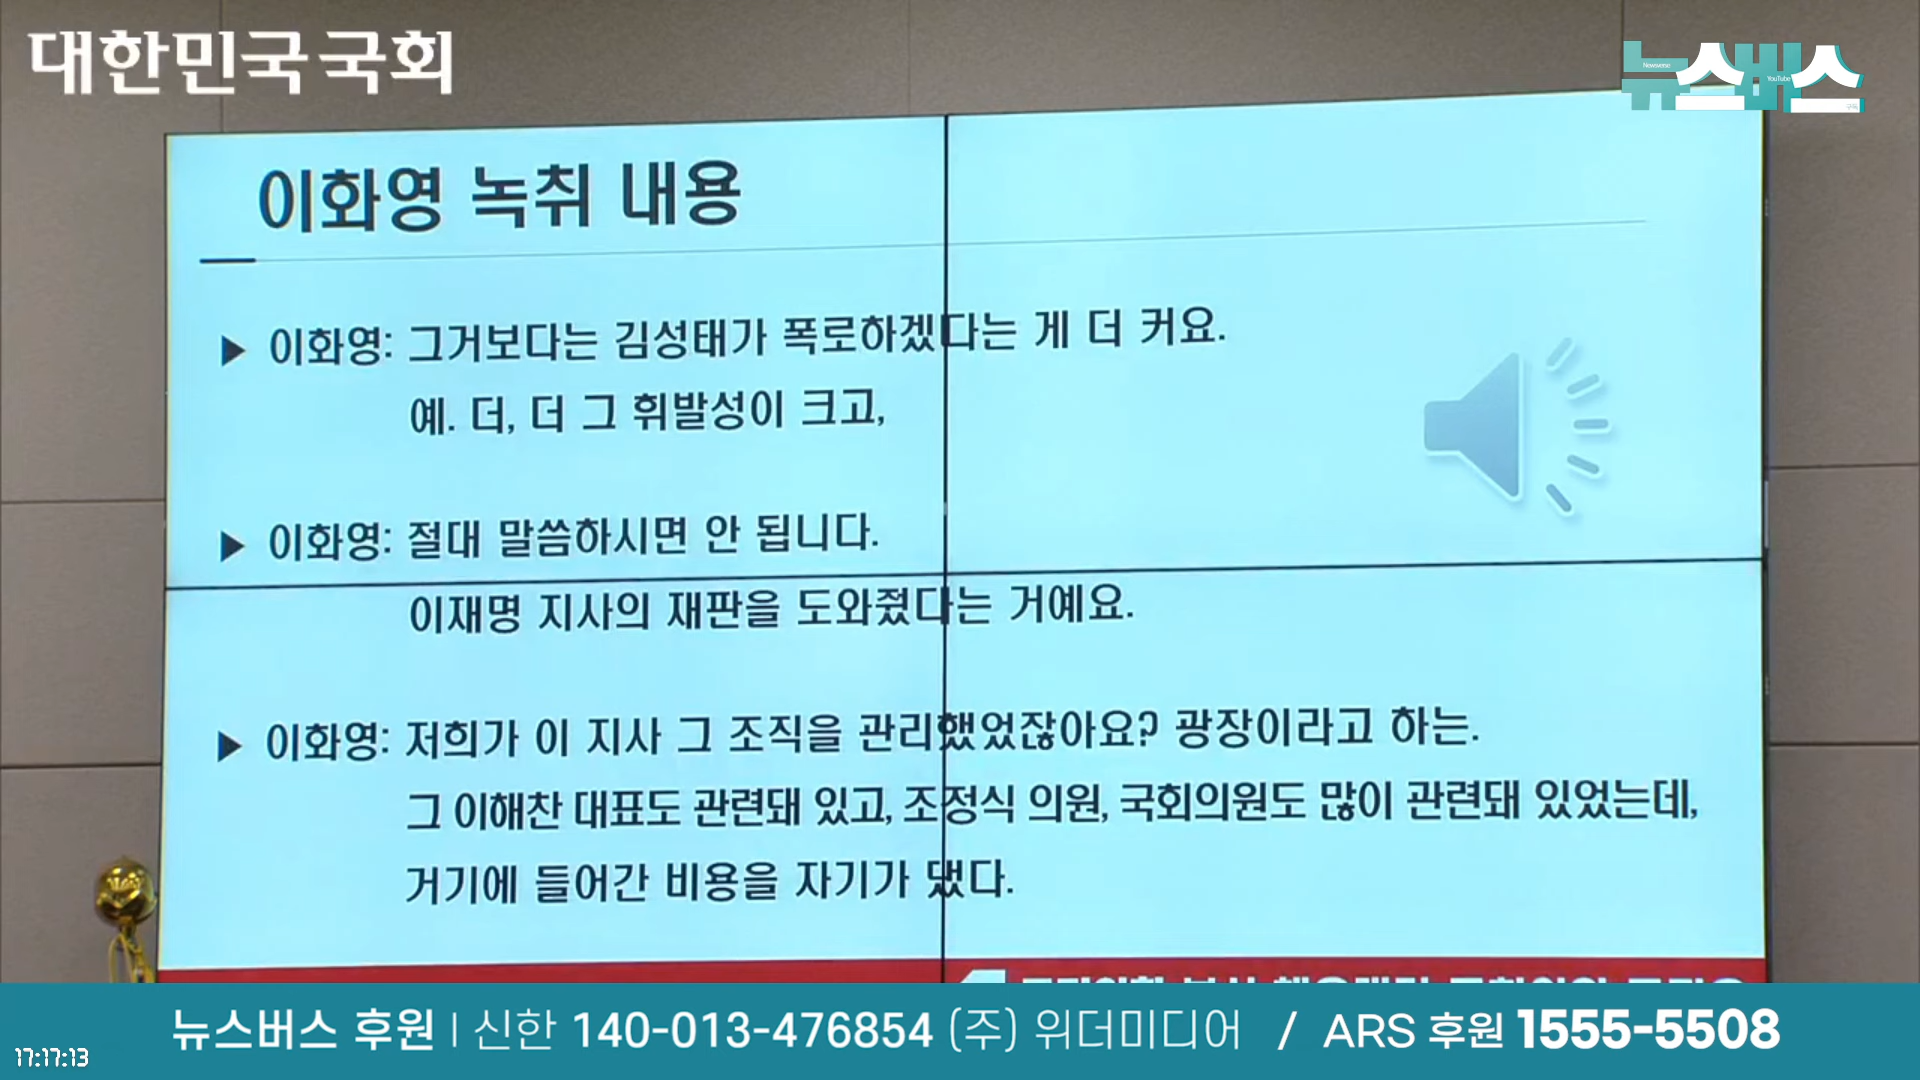 대한민국 국회
뉴스버스
Newsverse
YouTube
이화영 녹취 내용
▶ 이화영: 그거보다는 김성태가 폭로하겠다는 게 더 커요.
예. 더, 더 그 휘발성이 크고,
▶ 이화영: 절대 말씀하시면 안 됩니다.
이재명 지사의 재판을 도와줬다는 거예요.
▶ 이화영: 저희가 이 지사 그 조직을 관리했었잖아요? 광장이라고 하는.
그 이해찬 대표도 관련돼 있고, 조정식 의원, 국회의원도 많이 관련돼 있었는데,
거기에 들어간 비용을 자기가 댔다.
뉴스버스 후원 | 신한 140-013-476854 (주) 위더미디어 / ARS 후원 1555-5508
17:17:13